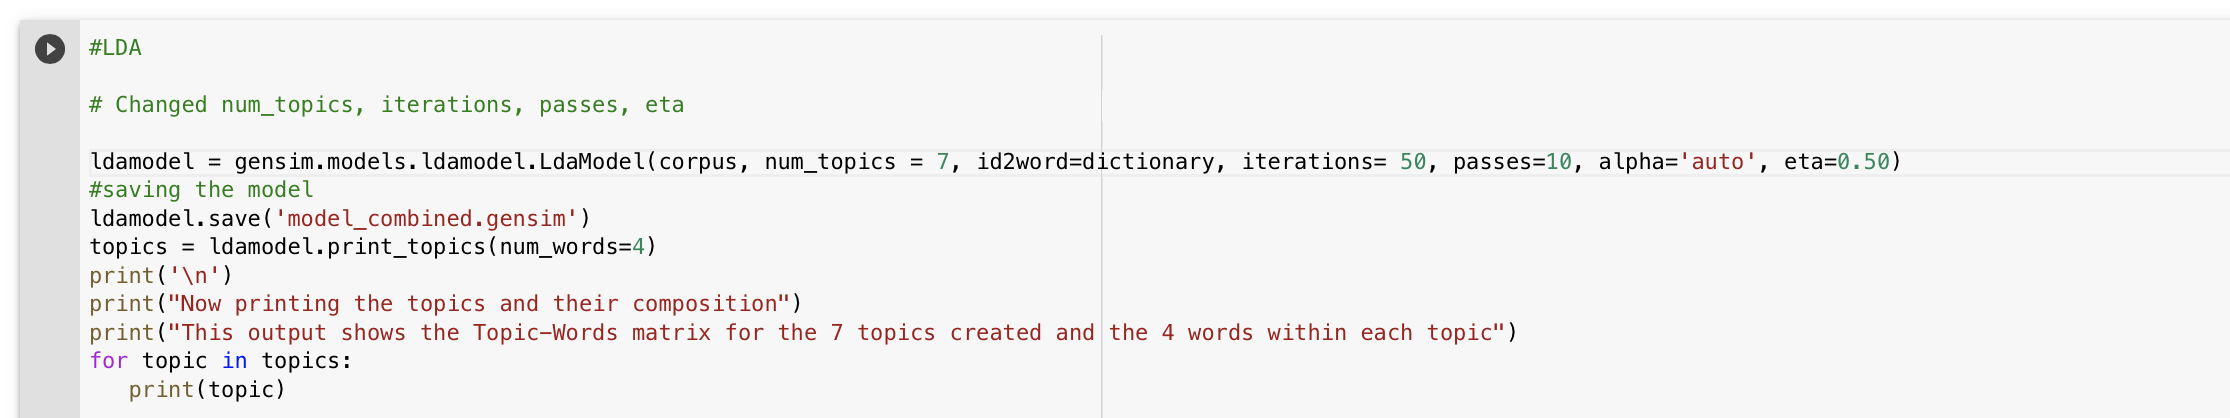 #LDA
# Changed num_topics, iterations, passes, eta
ldamodel = gensim.models.ldamodel.LdaModel(corpus, num_topics = 7, id2word=dictionary, iterations= 50, passes=10, alpha='auto', eta=0.50)
#saving the model
ldamodel.save('model_combined.gensim')
topics = ldamodel.print_topics(num_words=4)
print('\n')
print("Now printing the topics and their composition")
print("This output shows the Topic-Words matrix for the 7 topics created and the 4 words within each topic")
for topic in topics:
   print(topic)